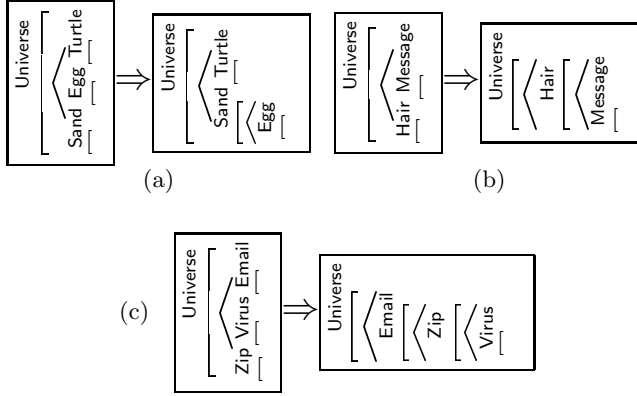 Universe
Sand Egg Turtle
Universe
Sand Turtle
Egg
(a)
Universe
Hair Message
Universe
Hair
Message
(b)
(c)
Universe
Zip Virus Email
Universe
Email
Zip
Virus